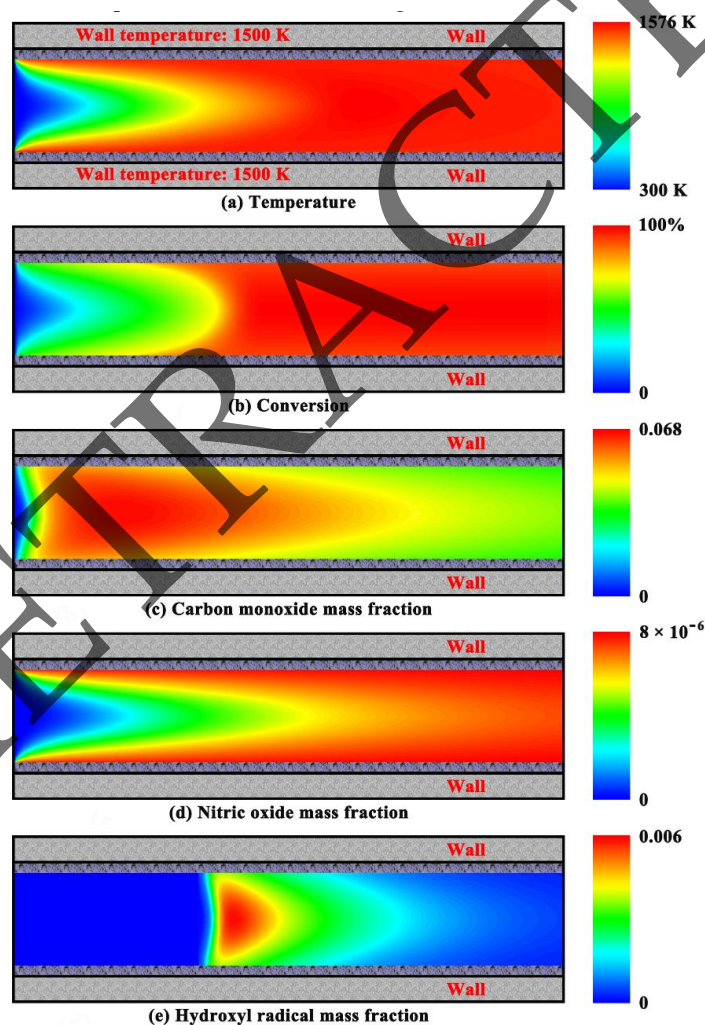 Wall temperature: 1500 K Wall 1576 K
Wall temperature: 1500 K Wall 300 K
(a) Temperature
Wall 100%
Wall 0
(b) Conversion
Wall 0.068
Wall 0
(c) Carbon monoxide mass fraction
Wall 8 × 10⁻⁶
Wall 0
(d) Nitric oxide mass fraction
Wall 0.006
Wall 0
(e) Hydroxyl radical mass fraction